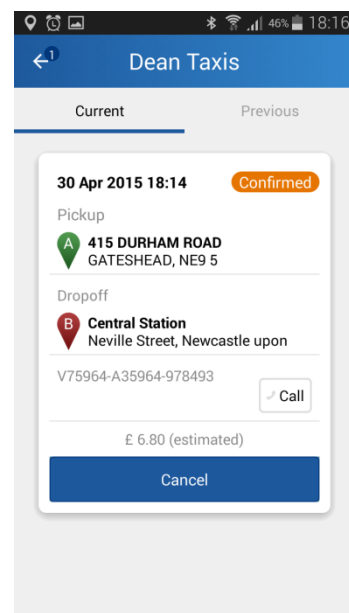 46% 18:16
1 Dean Taxis
Current Previous
30 Apr 2015 18:14 Confirmed
Pickup
A 415 DURHAM ROAD
GATESHEAD, NE9 5
Dropoff
B Central Station
Neville Street, Newcastle upon
V75964-A35964-978493
Call
£ 6.80 (estimated)
Cancel